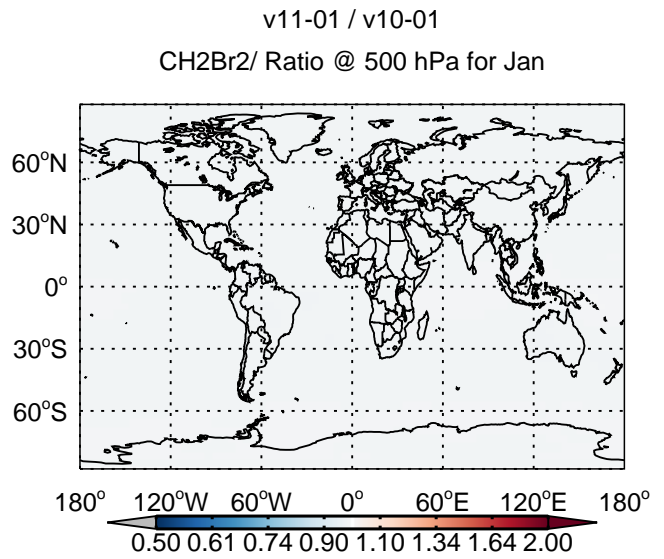 v11-01 / v10-01
CH2Br2/ Ratio @ 500 hPa for Jan
60°N
30°N
0°
30°S
60°S
180° 120°W 60°W 0° 60°E 120°E 180°
0.50 0.61 0.74 0.90 1.10 1.34 1.64 2.00